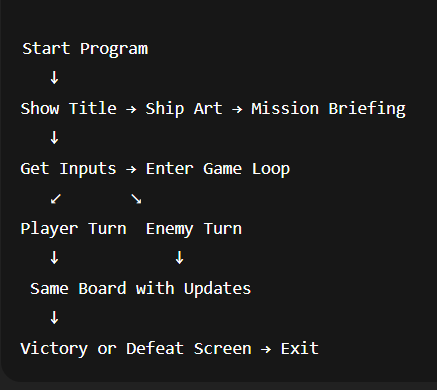 Start Program
↓
Show Title → Ship Art → Mission Briefing
↓
Get Inputs → Enter Game Loop
↙ ↘
Player Turn Enemy Turn
↓ ↓
Same Board with Updates
↓
Victory or Defeat Screen → Exit